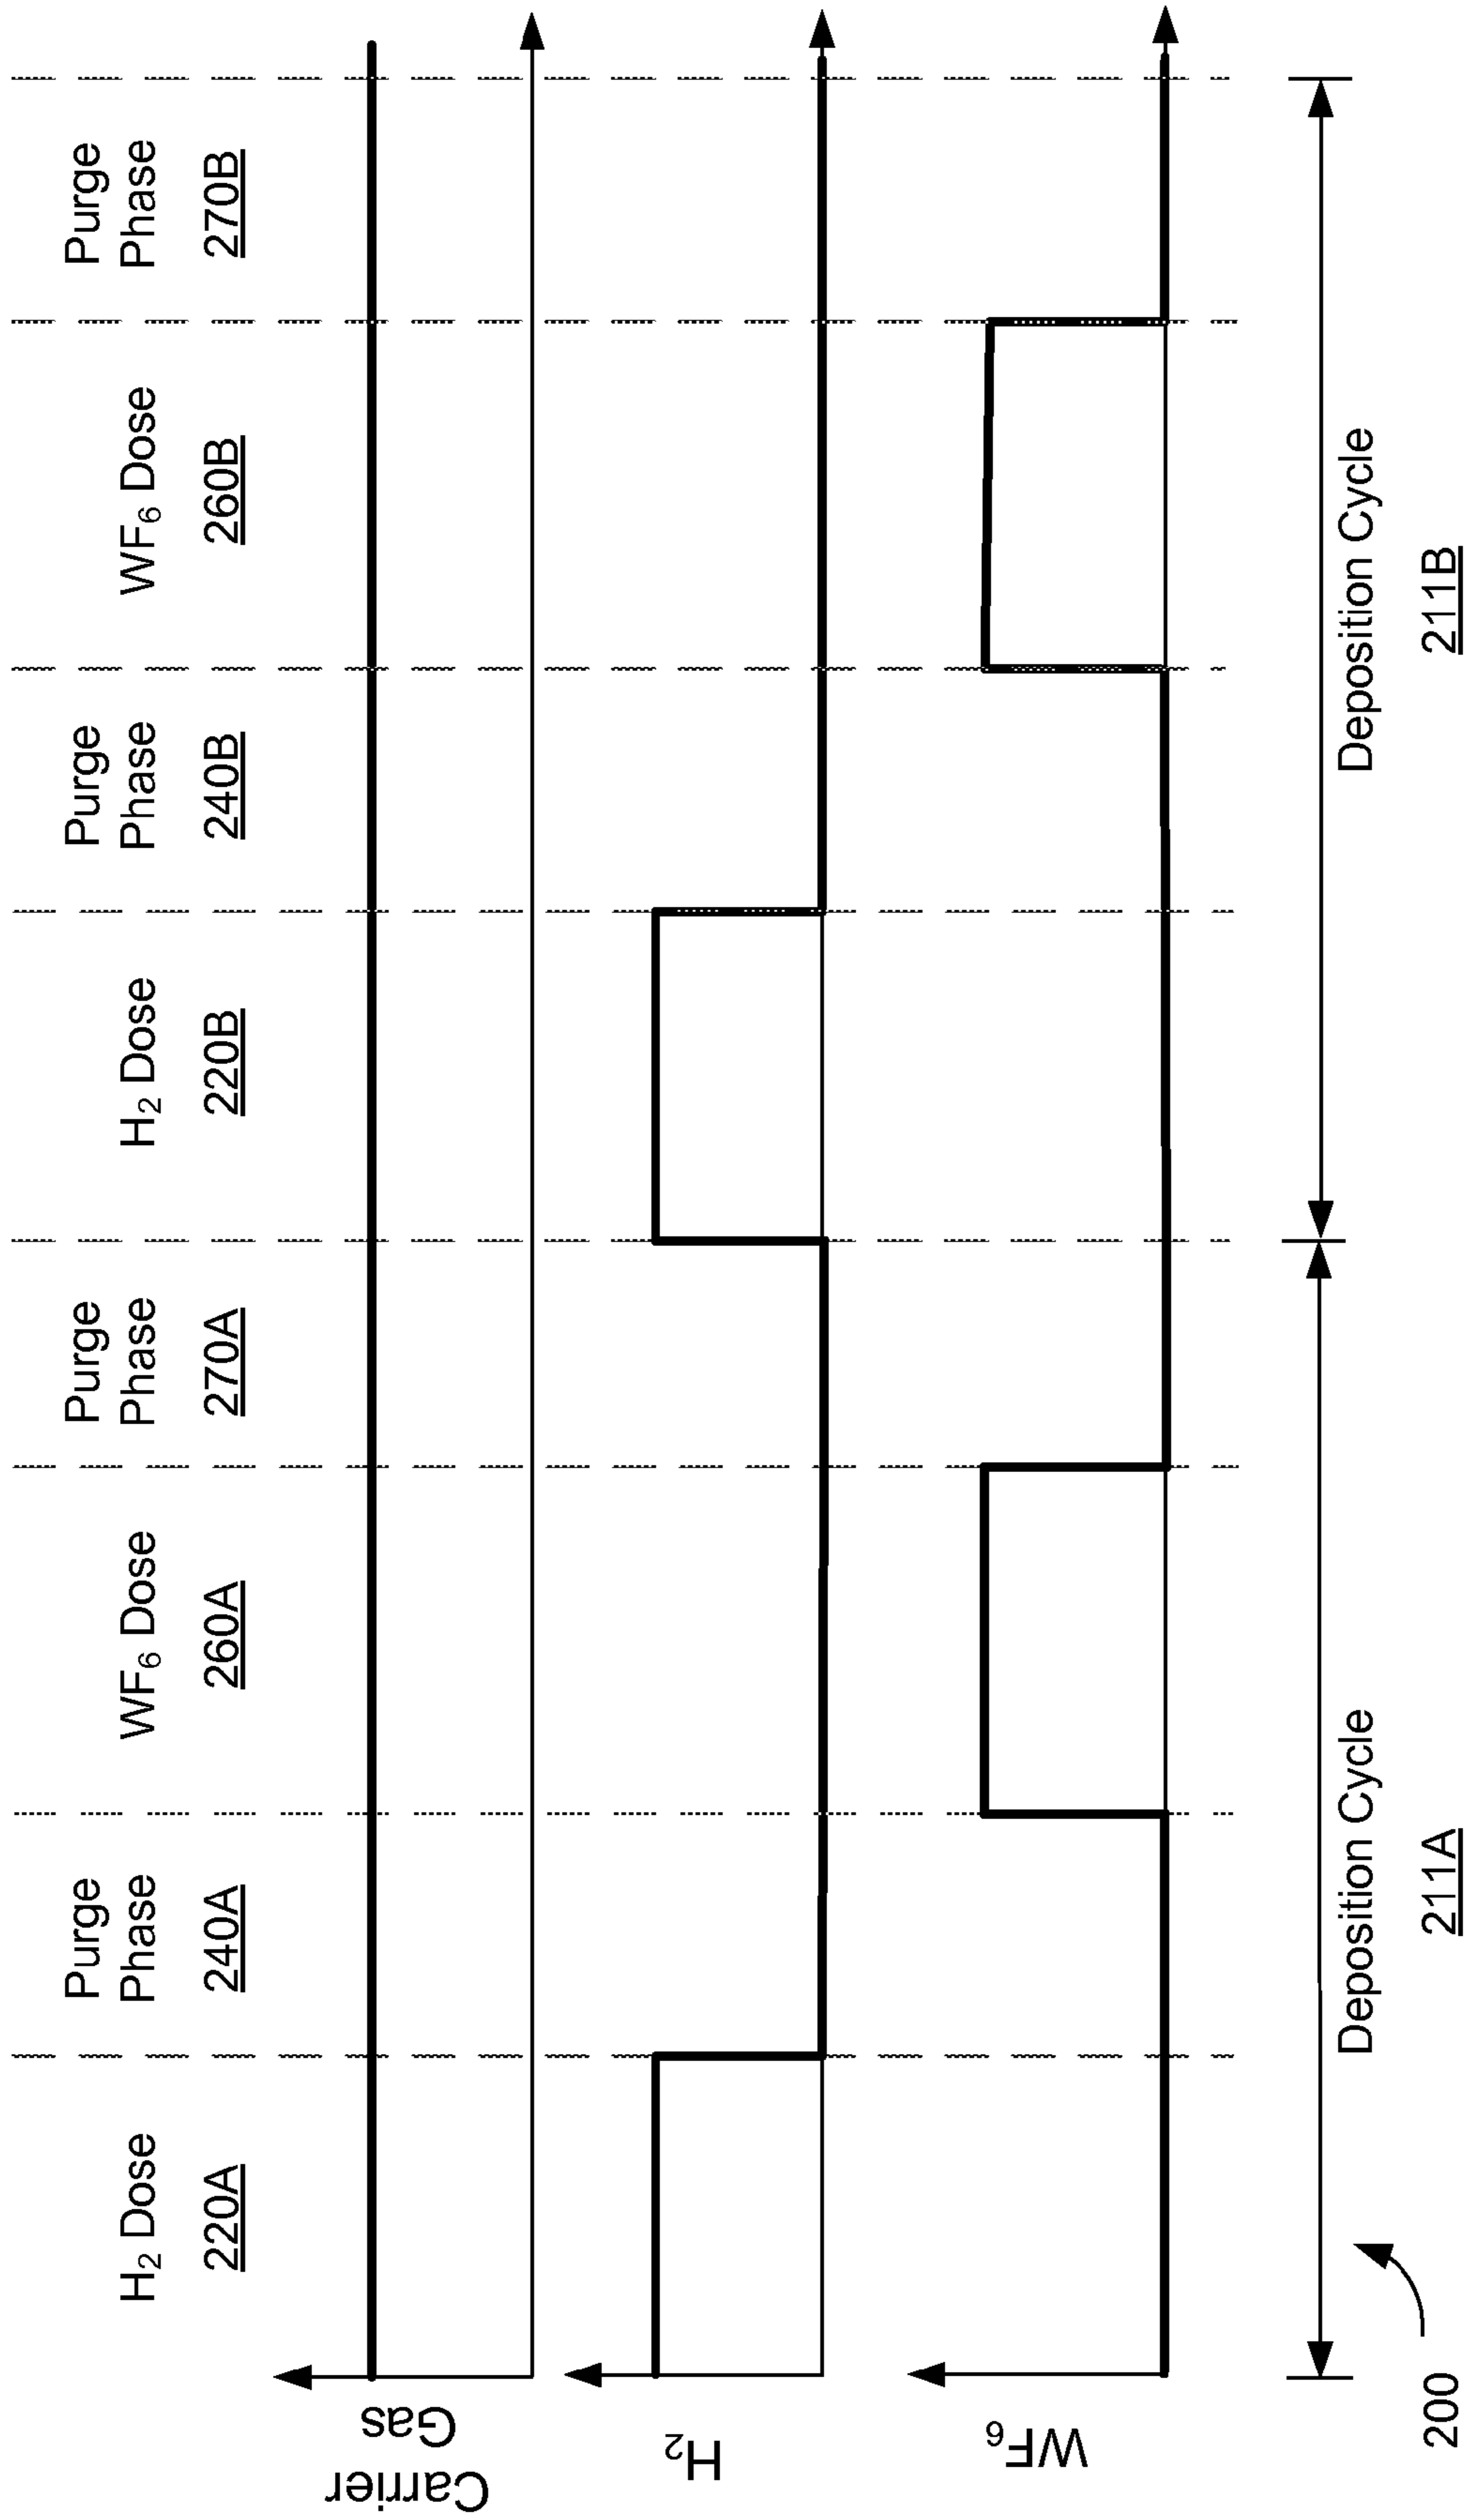 H₂ Dose
220A
Purge
Phase
240A
WF₆ Dose
260A
Purge
Phase
270A
H₂ Dose
220B
Purge
Phase
240B
WF₆ Dose
260B
Purge
Phase
270B
Carrier
Gas
H₂
WF₆
Deposition Cycle
211A
Deposition Cycle
211B
200